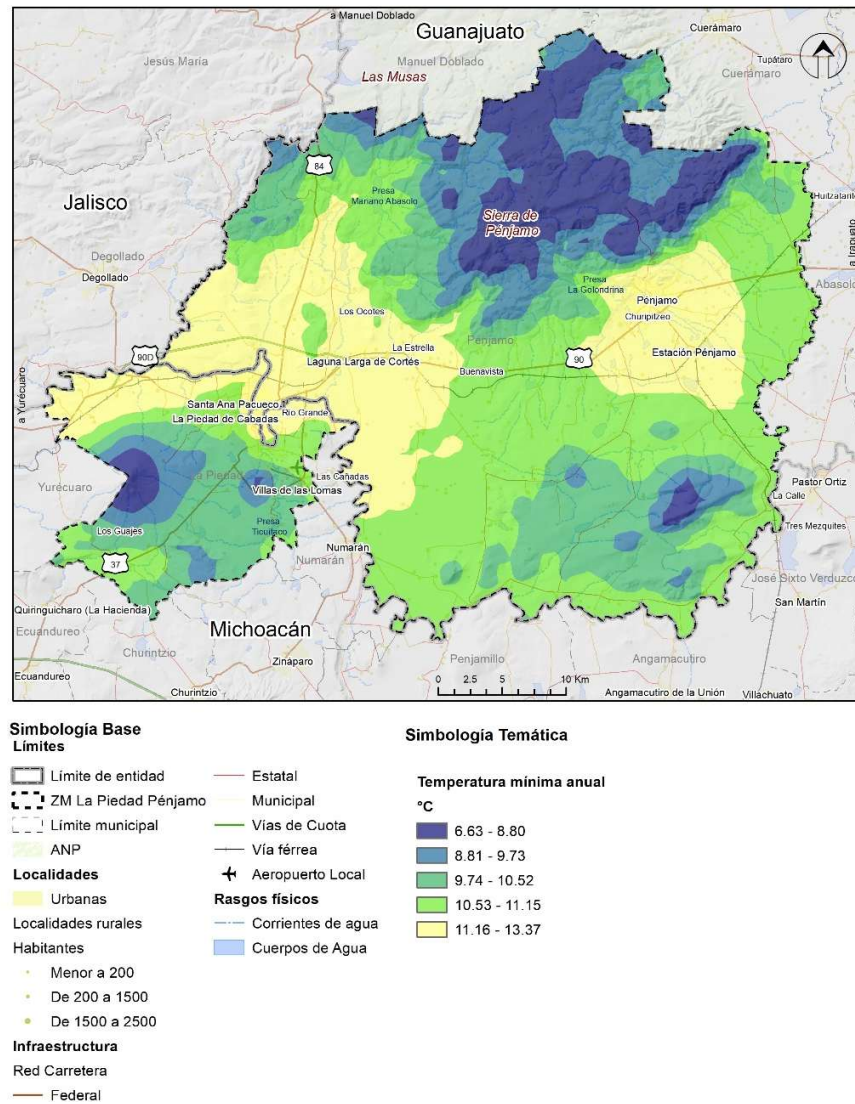 a Manuel Doblado
Guanajuato
Cuerámaro
Manuel Doblado
Jesús María
Tupátaro
Las Musas
Cuerámaro
84
Presa
Mariano Abasolo
Huitzatarito
Jalisco
Sierra de
Pénjamo
a Irapuato
Degollado
Degollado
Presa
La Golondrina
Abasolo
Pénjamo
Los Ocotes
Churipitzeo
90D
La Estrella
Pénjamo
Estación Pénjamo
Laguna Larga de Cortés
90
Buenavista
a Yurécuaro
Santa Ana Pacueco
La Piedad de Cabadas
Río Grande
Yurécuaro
La Piedad
Las Cañadas
Pastor Ortiz
Villas de las Lomas
La Calle
Los Guajes
Presa
Ticuitaco
Tres Mezquites
Numarán
Numarán
37
José Sixto Verduzco
Quiringuicharo (La Hacienda)
San Martín
Ecuandureo
Michoacán
Churintzio
Penjamillo
Angamacutiro
Zináparo
Ecuandureo
0 2.5 5 10 Km
Churintzio
Angamacutiro de la Unión
Villachuato
Simbología Base
Límites
Límite de entidad
ZM La Piedad Pénjamo
Límite municipal
ANP
Localidades
Urbanas
Localidades rurales
Habitantes
Menor a 200
De 200 a 1500
De 1500 a 2500
Infraestructura
Red Carretera
Federal
Estatal
Municipal
Vías de Cuota
Vía férrea
Aeropuerto Local
Rasgos físicos
Corrientes de agua
Cuerpos de Agua
Simbología Temática
Temperatura mínima anual
°C
6.63 - 8.80
8.81 - 9.73
9.74 - 10.52
10.53 - 11.15
11.16 - 13.37